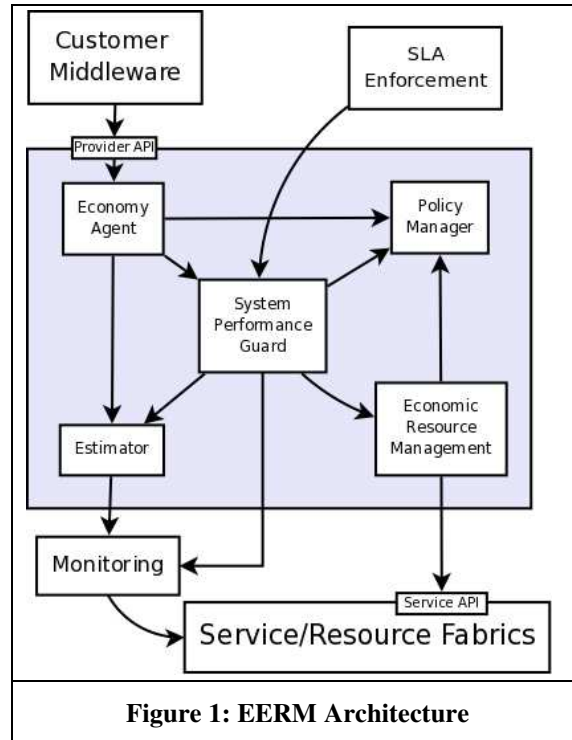 Customer
Middleware
SLA
Enforcement
Provider API
Economy
Agent
Policy
Manager
System
Performance
Guard
Estimator
Economic
Resource
Management
Monitoring
Service API
Service/Resource Fabrics
Figure 1: EERM Architecture